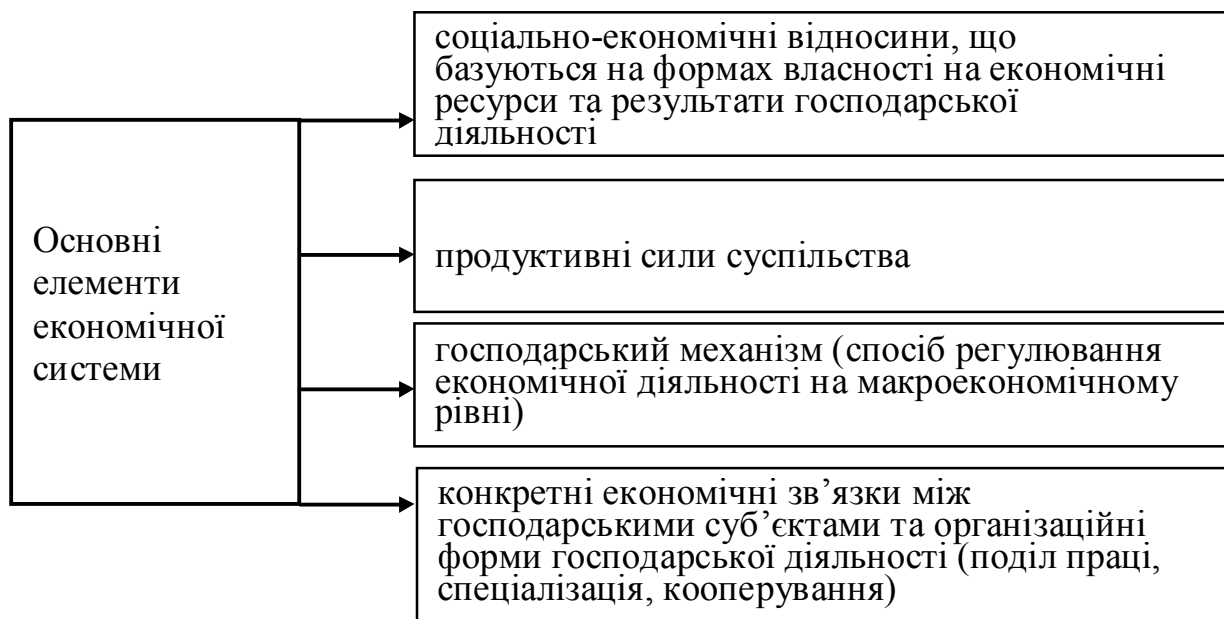 Основні
елементи
економічної
системи
соціально-економічні відносини, що
базуються на формах власності на економічні
ресурси та результати господарської
діяльності
продуктивні сили суспільства
господарський механізм (спосіб регулювання
економічної діяльності на макроекономічному
рівні)
конкретні економічні зв’язки між
господарськими суб’єктами та організаційні
форми господарської діяльності (поділ праці,
спеціалізація, кооперування)